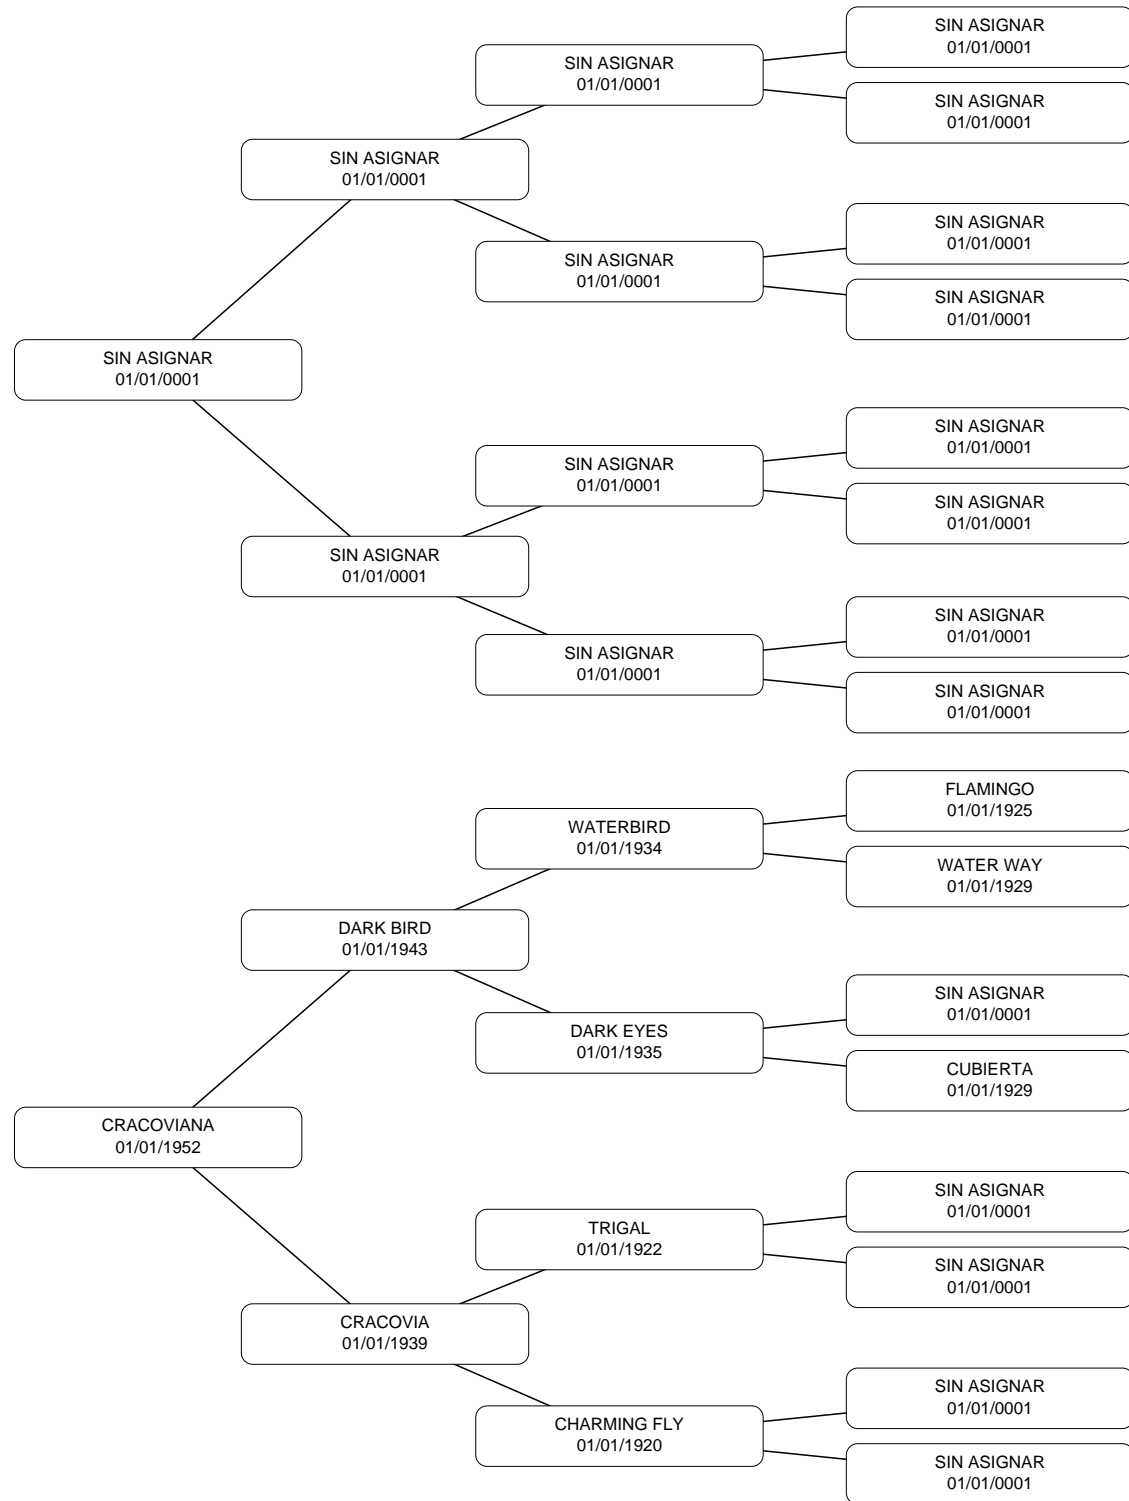 SIN ASIGNAR
01/01/0001
SIN ASIGNAR
01/01/0001
SIN ASIGNAR
01/01/0001
SIN ASIGNAR
01/01/0001
SIN ASIGNAR
01/01/0001
SIN ASIGNAR
01/01/0001
SIN ASIGNAR
01/01/0001
SIN ASIGNAR
01/01/0001
SIN ASIGNAR
01/01/0001
SIN ASIGNAR
01/01/0001
SIN ASIGNAR
01/01/0001
SIN ASIGNAR
01/01/0001
SIN ASIGNAR
01/01/0001
SIN ASIGNAR
01/01/0001
SIN ASIGNAR
01/01/0001
FLAMINGO
01/01/1925
WATERBIRD
01/01/1934
WATER WAY
01/01/1929
DARK BIRD
01/01/1943
SIN ASIGNAR
01/01/0001
DARK EYES
01/01/1935
CUBIERTA
01/01/1929
CRACOVIANA
01/01/1952
SIN ASIGNAR
01/01/0001
TRIGAL
01/01/1922
SIN ASIGNAR
01/01/0001
CRACOVIA
01/01/1939
SIN ASIGNAR
01/01/0001
CHARMING FLY
01/01/1920
SIN ASIGNAR
01/01/0001